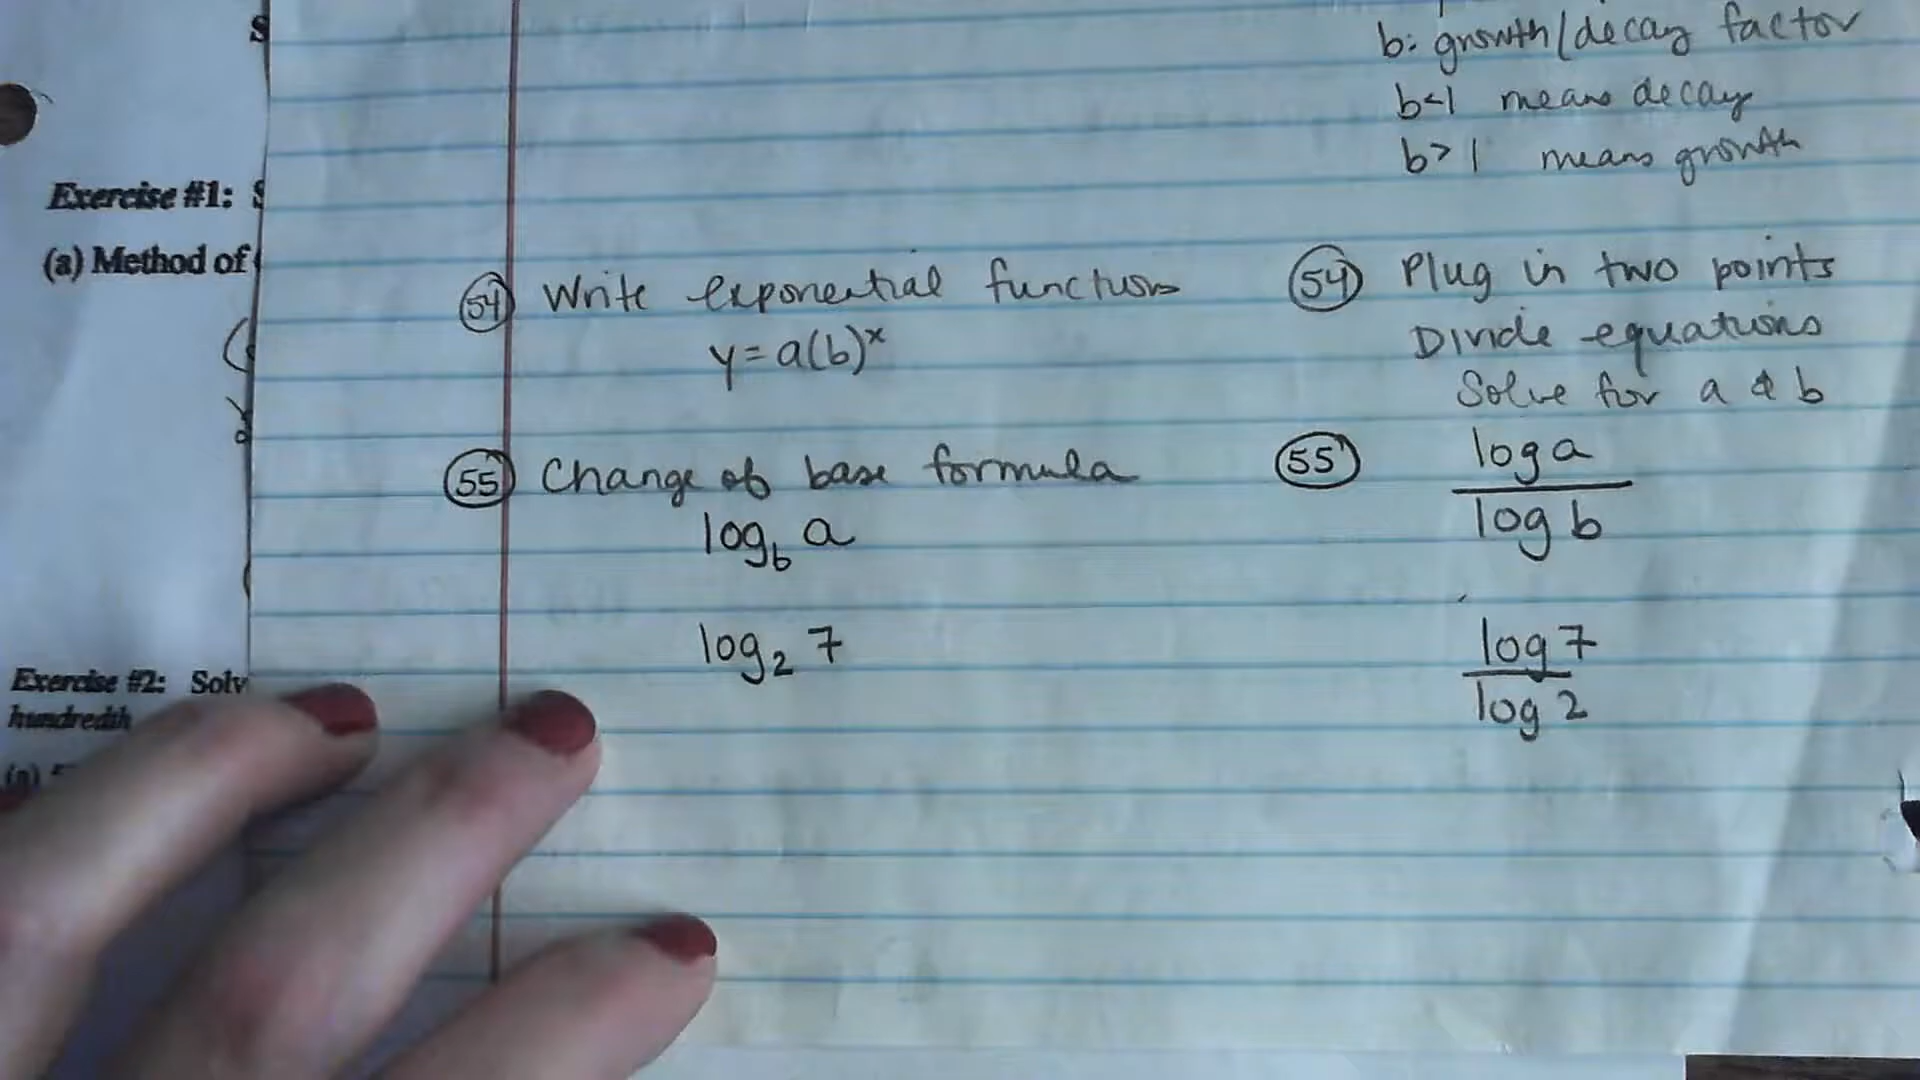 b: growth/decay factor
b<1 means decay
b>1 means growth
Exercise #1: S
(a) Method of
54 Write exponential functions
y=a(b)ˣ
54 Plug in two points
Divide equations
Solve for a & b
55 Change of base formula
log_b a
55 log a
log b
log₂ 7
log 7
log 2
Exercise #2: Solv
hundredth
(a)